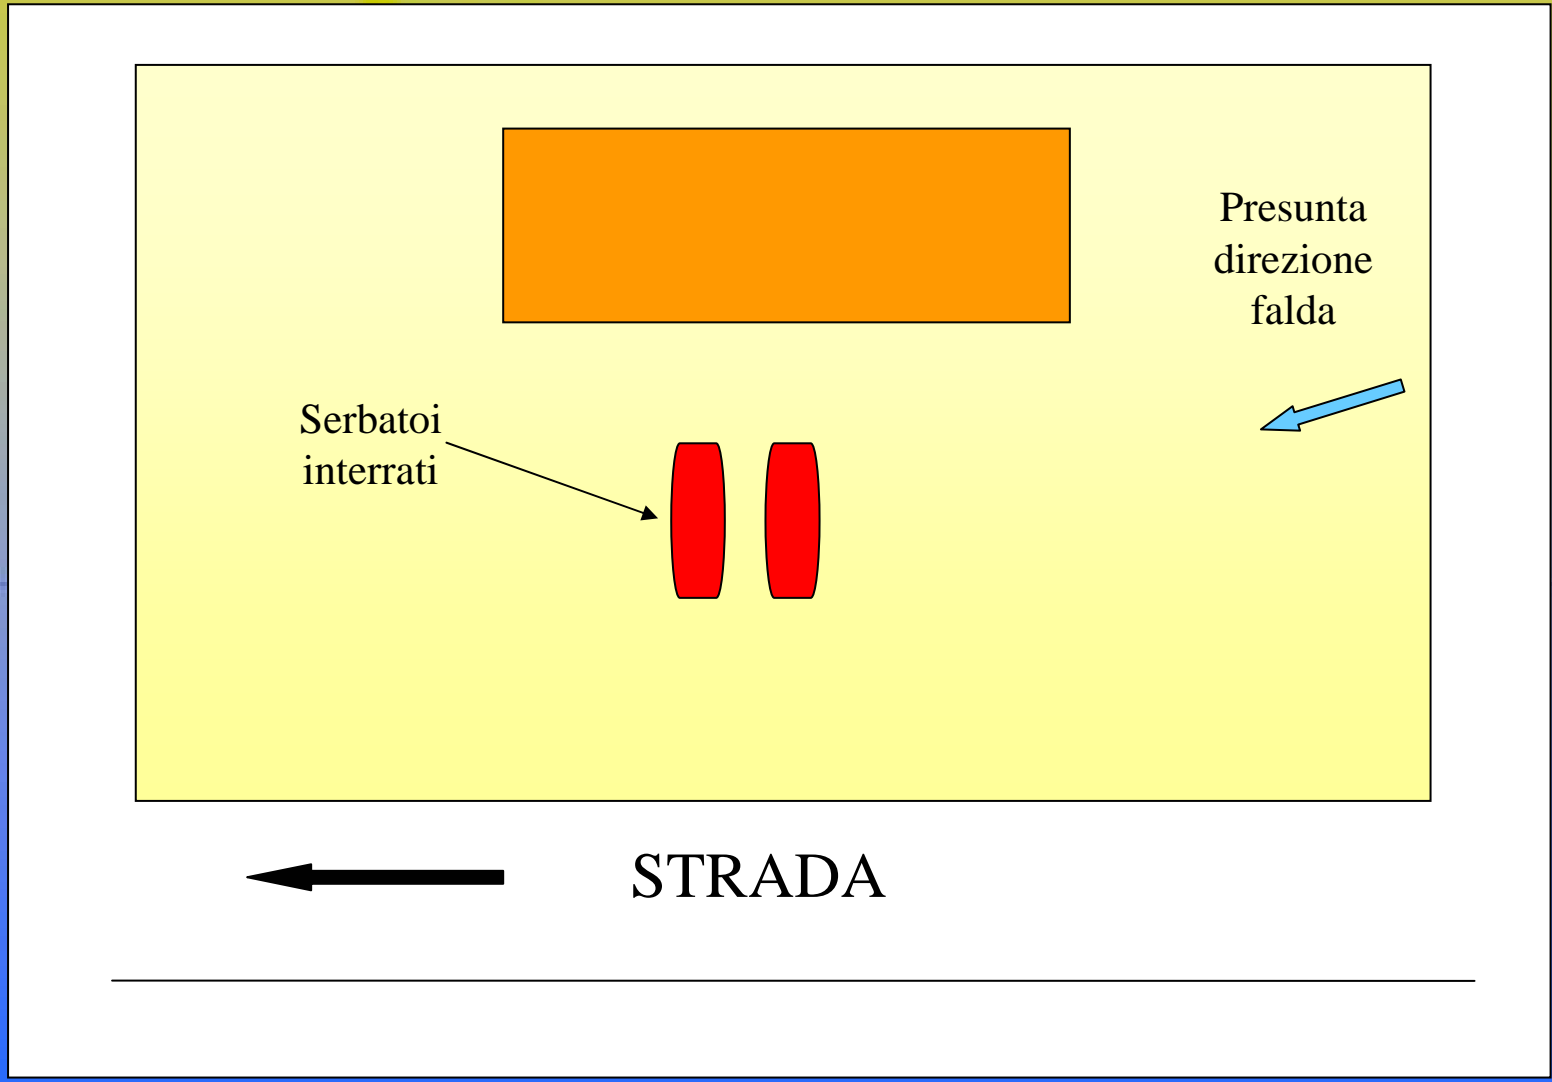 Presunta
direzione
falda
Serbatoi
interrati
STRADA